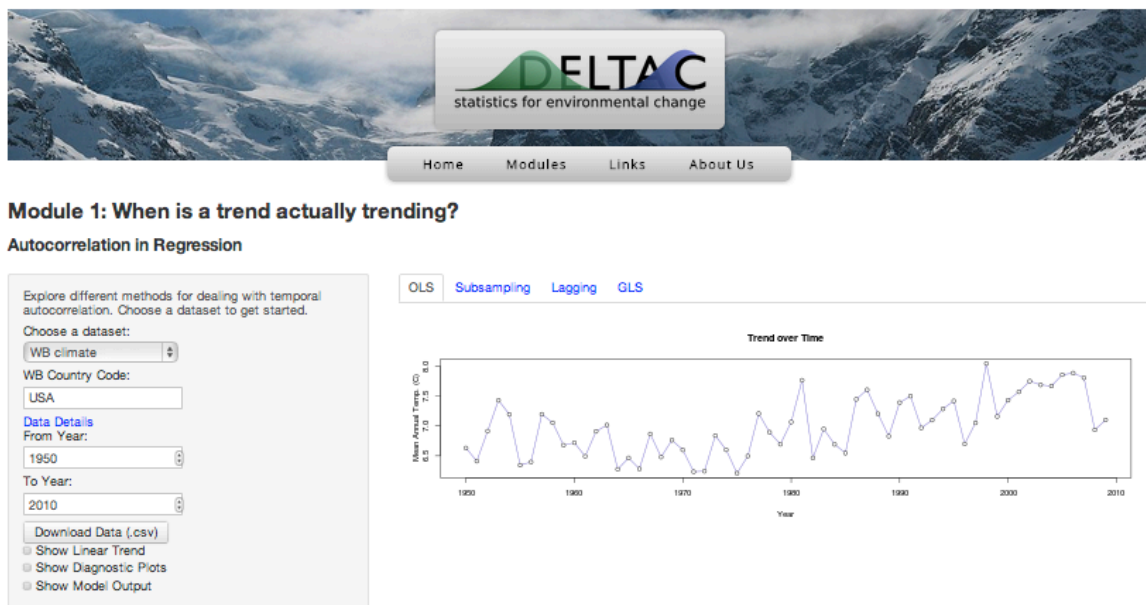 DELTA C
statistics for environmental change
Home Modules Links About Us
Module 1: When is a trend actually trending?
Autocorrelation in Regression
Explore different methods for dealing with temporal
autocorrelation. Choose a dataset to get started.
Choose a dataset:
WB climate
WB Country Code:
USA
Data Details
From Year:
1950
To Year:
2010
Download Data (.csv)
Show Linear Trend
Show Diagnostic Plots
Show Model Output
OLS Subsampling Lagging GLS
Trend over Time
Mean Annual Temp. (C)
8.0
7.5
7.0
6.5
1950 1960 1970 1980 1990 2000 2010
Year